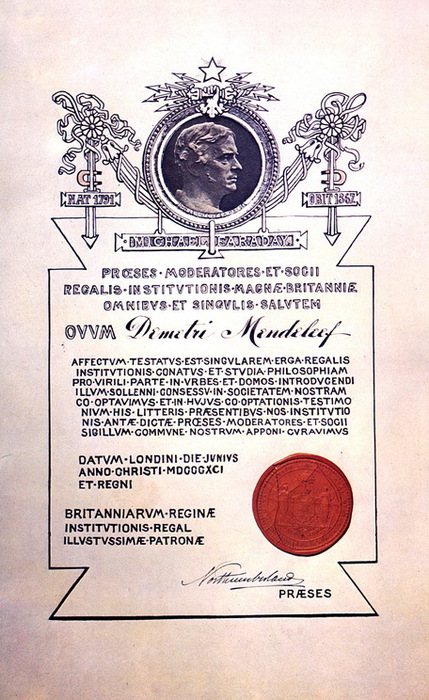 NAT 1791
OBIT 1867
MICHAEL·FARADAY·
PRŒSES·MODERATORES·ET·SOCII
REGALIS·INSTITVTIONIS·MAGNÆ·BRITANNIÆ
OMNIBVS·ET·SINGVLIS·SALVTEM
QVVM Demetri Mendeleef
AFFECTVM·TESTATVS·EST·SINGVLAREM·ERGA·REGALIS
INSTITVTIONIS·CONATVS·ET·STVDIA·PHILOSOPHIAM
PRO·VIRILI·PARTE·IN·VRBES·ET·DOMOS·INTRODVCENDI
ILLVM·SOLLENNI·CONSESSV·IN·SOCIETATEM·NOSTRAM
CO·OPTAVIMVS·ET·IN·HVJVS·CO·OPTATIONIS·TESTIMO
NIVM·HIS·LITTERIS·PRÆSENTIBVS·NOS·INSTITVTIO
NIS·ANTÆ·DICTÆ·PRŒSES·MODERATORES·ET·SOCII
SIGILLVM·COMMVNE·NOSTRVM·APPONI·CVRAVIMVS
DATVM·LONDINI·DIE·JVNIVS
ANNO·CHRISTI·MDCCCXCI
ET·REGNI
BRITANNIARVM·REGINÆ
INSTITVTIONIS·REGAL
ILLVSTVSSIMÆ·PATRONÆ
Northumberland
PRÆSES